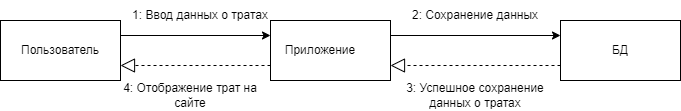 1: Ввод данных о тратах
2: Сохранение данных
Пользователь
Приложение
БД
4: Отображение трат на
сайте
3: Успешное сохранение
данных о тратах